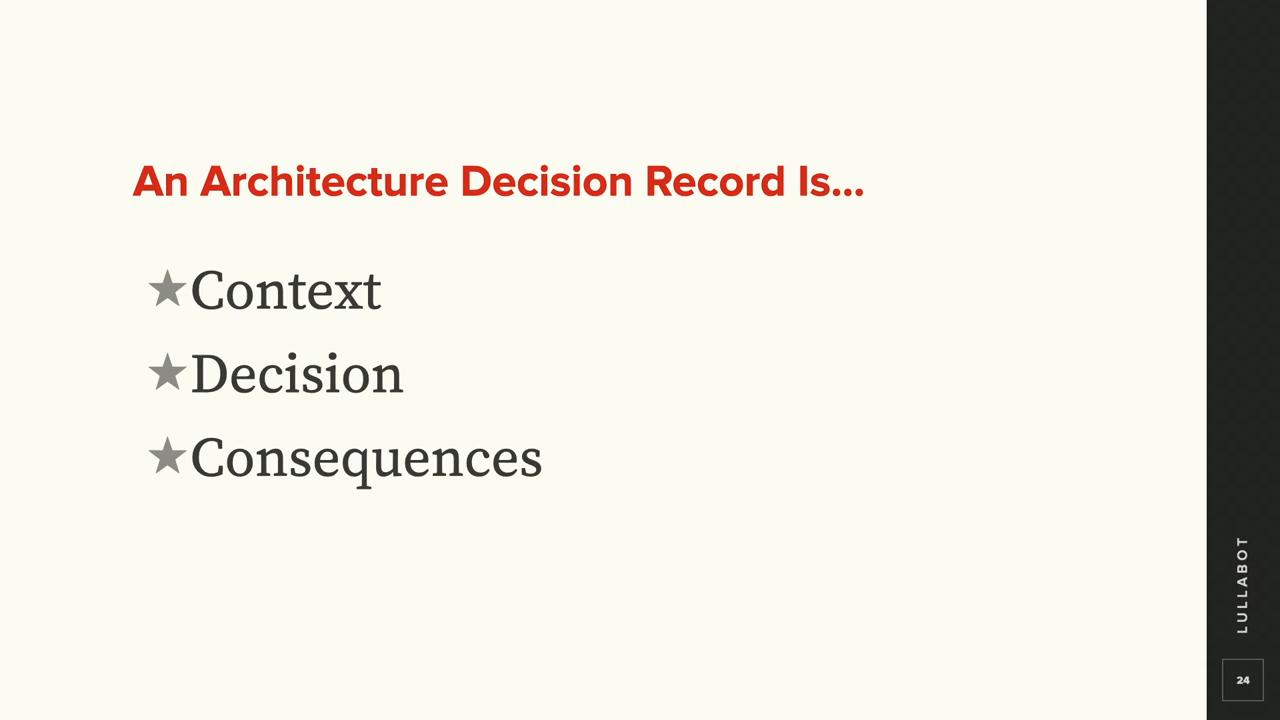 An Architecture Decision Record Is...
★Context
★Decision
★Consequences
LULLABOT
24